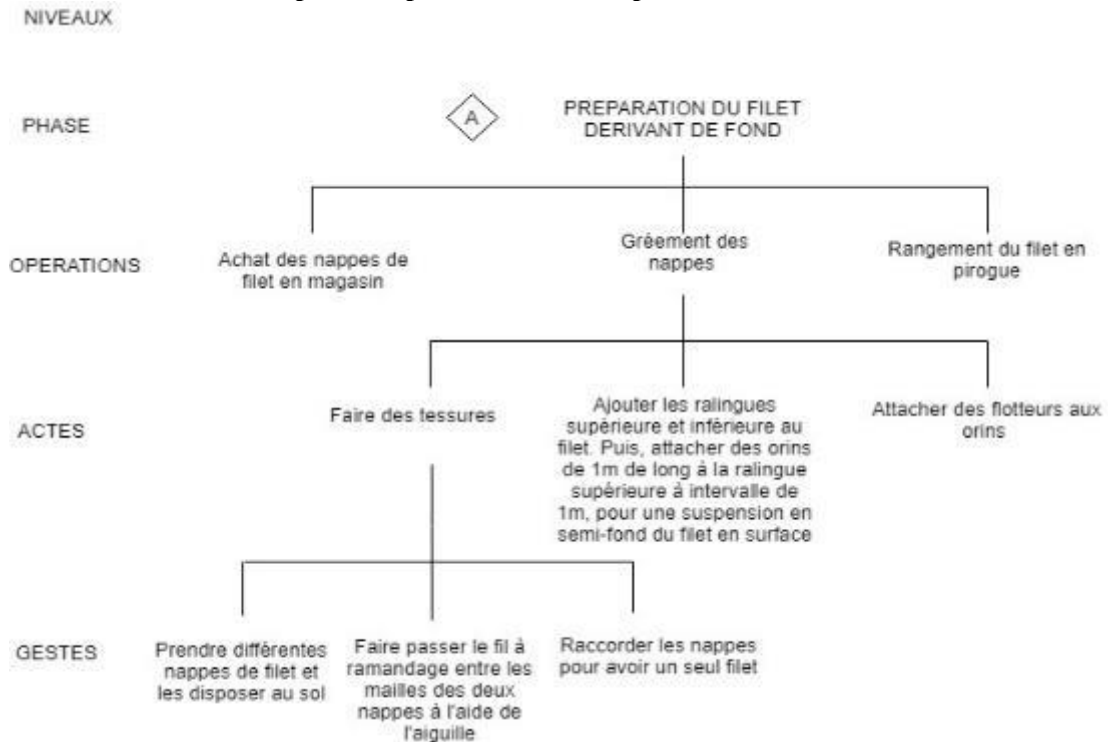 NIVEAUX
PHASE
A
PREPARATION DU FILET
DERIVANT DE FOND
OPERATIONS
Achat des nappes de
filet en magasin
Gréement des
nappes
Rangement du filet en
pirogue
ACTES
Faire des tessures
Ajouter les ralingues
supérieure et inférieure au
filet. Puis, attacher des orins
de 1m de long à la ralingue
supérieure à intervalle de
1m, pour une suspension en
semi-fond du filet en surface
Attacher des flotteurs aux
orins
GESTES
Prendre différentes
nappes de filet et
les disposer au sol
Faire passer le fil à
ramandage entre les
mailles des deux
nappes à l'aide de
l'aiguille
Raccorder les nappes
pour avoir un seul filet